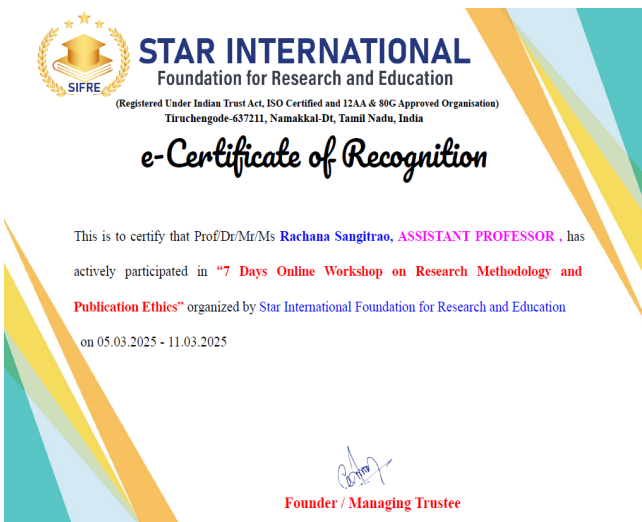 SIFRE
STAR INTERNATIONAL
Foundation for Research and Education
(Registered Under Indian Trust Act, ISO Certified and 12AA & 80G Approved Organisation)
Tiruchengode-637211, Namakkal-Dt, Tamil Nadu, India
e-Certificate of Recognition
This is to certify that Prof/Dr/Mr/Ms Rachana Sangitrao, ASSISTANT PROFESSOR , has
actively participated in “7 Days Online Workshop on Research Methodology and
Publication Ethics” organized by Star International Foundation for Research and Education
on 05.03.2025 - 11.03.2025
Founder / Managing Trustee